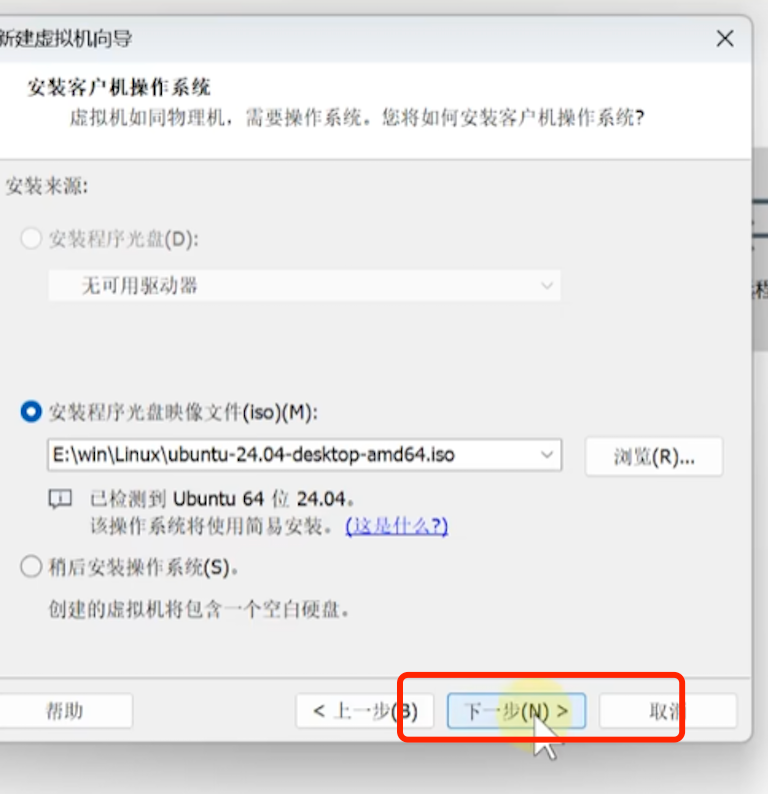 新建虚拟机向导
安装客户机操作系统
虚拟机如同物理机，需要操作系统。您将如何安装客户机操作系统?
安装来源:
安装程序光盘(D):
无可用驱动器
安装程序光盘映像文件(iso)(M):
E:\win\Linux\ubuntu-24.04-desktop-amd64.iso
浏览(R)...
已检测到 Ubuntu 64 位 24.04。
该操作系统将使用简易安装。 (这是什么?)
稍后安装操作系统(S)。
创建的虚拟机将包含一个空白硬盘。
帮助
< 上一步(B)
下一步(N) >
取消